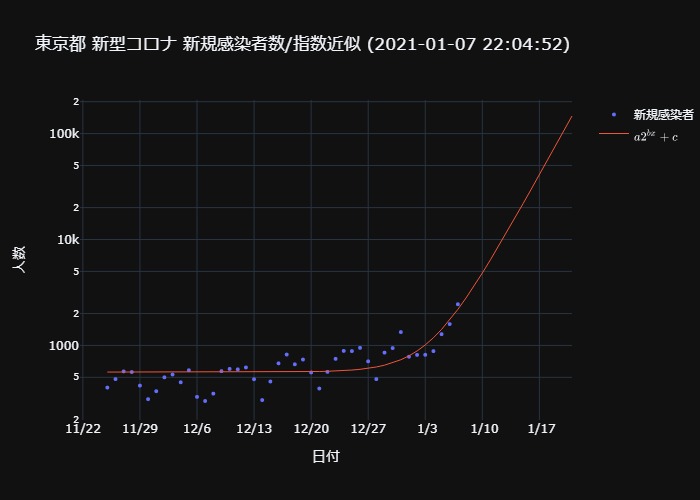 東京都 新型コロナ 新規感染者数/指数近似 (2021-01-07 22:04:52)
新規感染者
a2^{bx} + c
人数
2
100k
5
2
10k
5
2
1000
5
2
11/22 11/29 12/6 12/13 12/20 12/27 1/3 1/10 1/17
日付